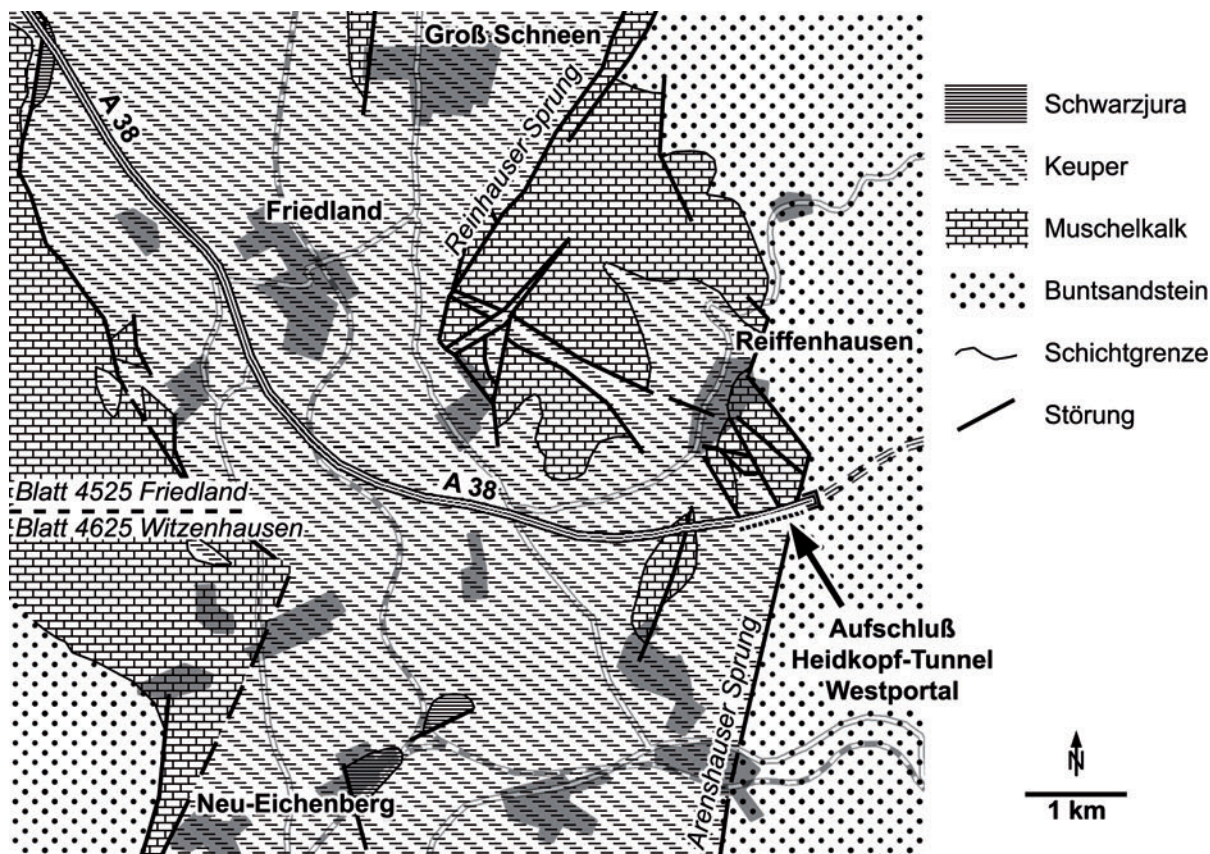 Groß Schneen
A 38
Reinhäuser Sprung
Friedland
Reiffenhausen
A 38
Blatt 4525 Friedland
Blatt 4625 Witzenhausen
Aufschluß
Heidkopf-Tunnel
Westportal
Arenshauser Sprung
Neu-Eichenberg
Schwarzjura
Keuper
Muschelkalk
Buntsandstein
Schichtgrenze
Störung
N
1 km